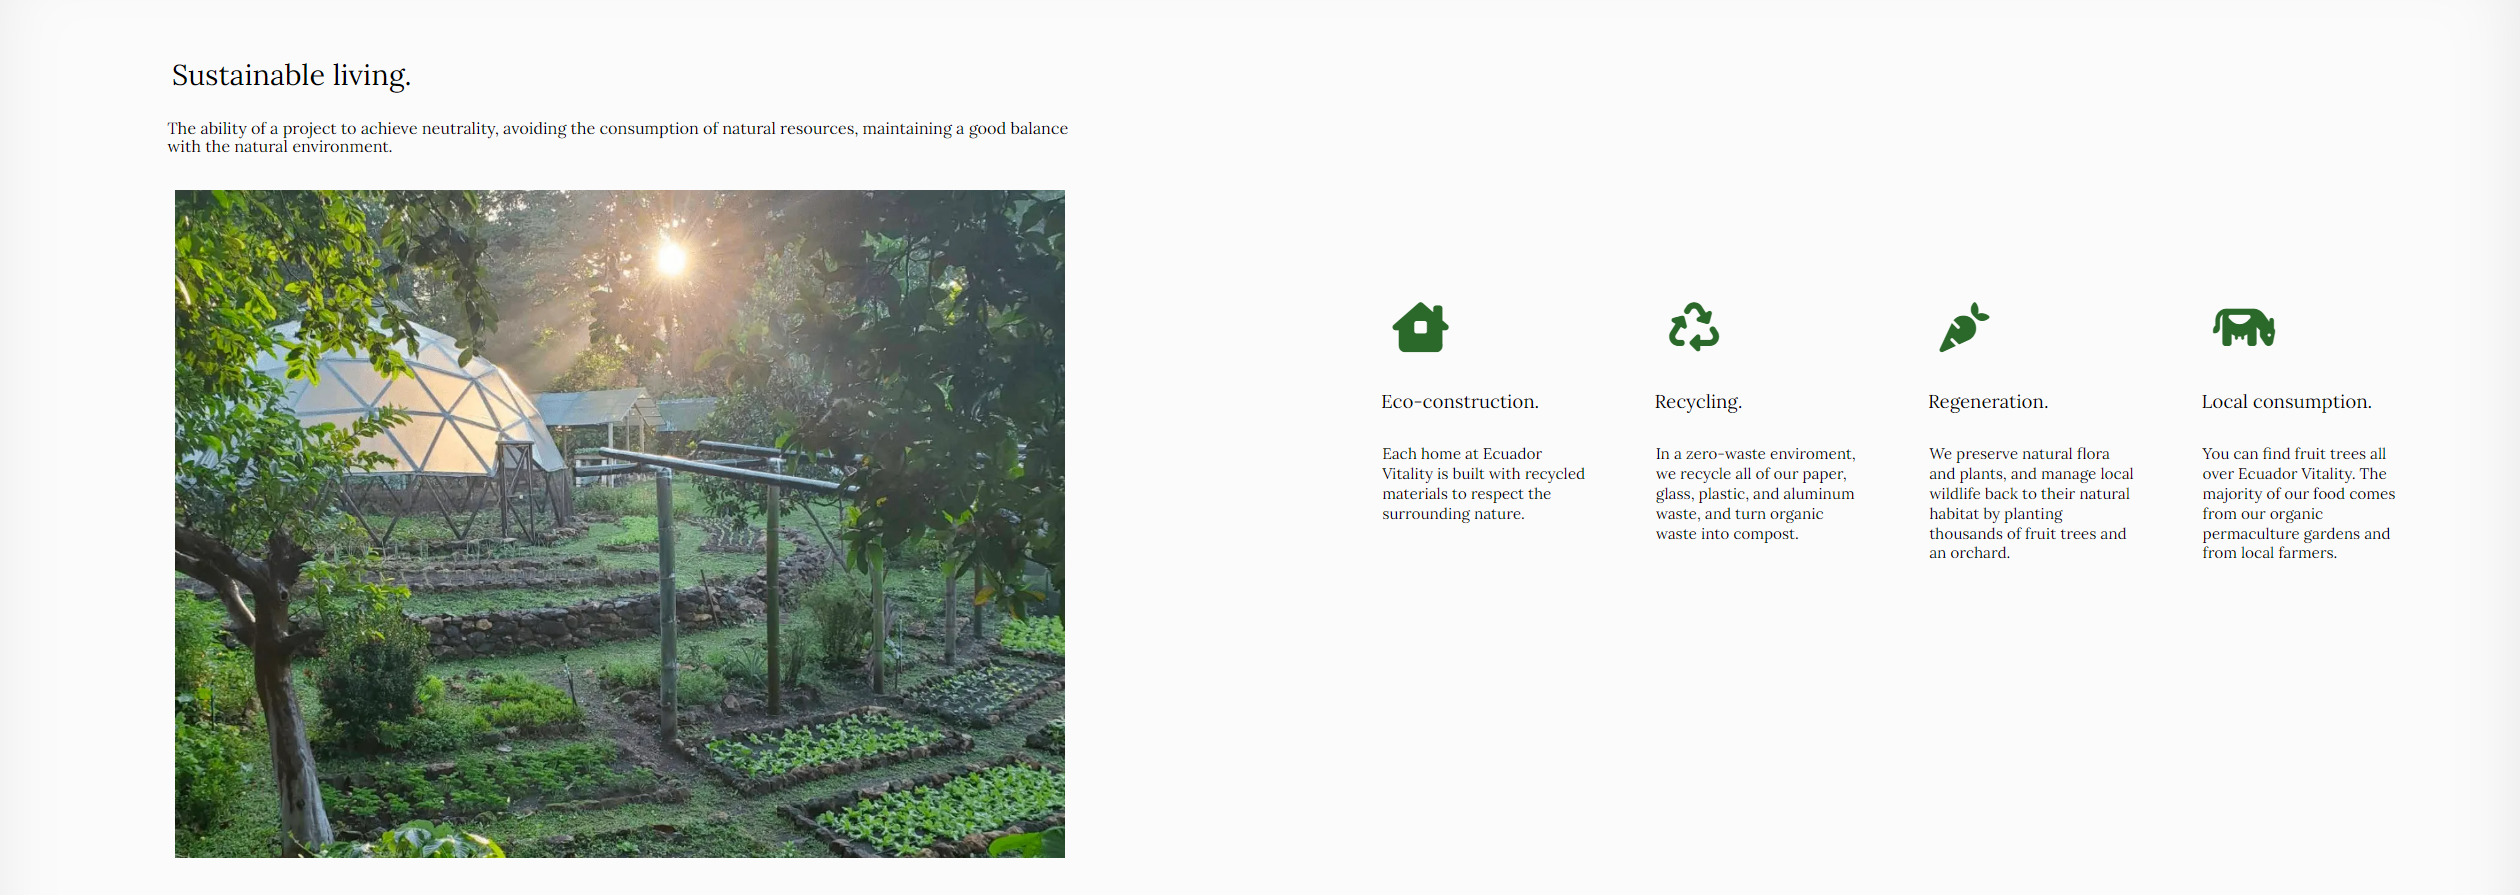 Sustainable living.
The ability of a project to achieve neutrality, avoiding the consumption of natural resources, maintaining a good balance
with the natural environment.
Eco-construction.
Each home at Ecuador
Vitality is built with recycled
materials to respect the
surrounding nature.
Recycling.
In a zero-waste enviroment,
we recycle all of our paper,
glass, plastic, and aluminum
waste, and turn organic
waste into compost.
Regeneration.
We preserve natural flora
and plants, and manage local
wildlife back to their natural
habitat by planting
thousands of fruit trees and
an orchard.
Local consumption.
You can find fruit trees all
over Ecuador Vitality. The
majority of our food comes
from our organic
permaculture gardens and
from local farmers.